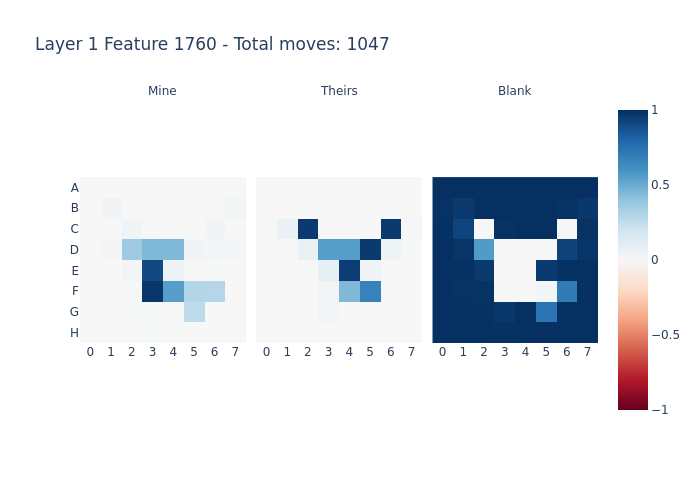 Layer 1 Feature 1760 - Total moves: 1047
Mine Theirs Blank
A
B
C
D
E
F
G
H
0 1 2 3 4 5 6 7 0 1 2 3 4 5 6 7 0 1 2 3 4 5 6 7
1
0.5
0
−0.5
−1